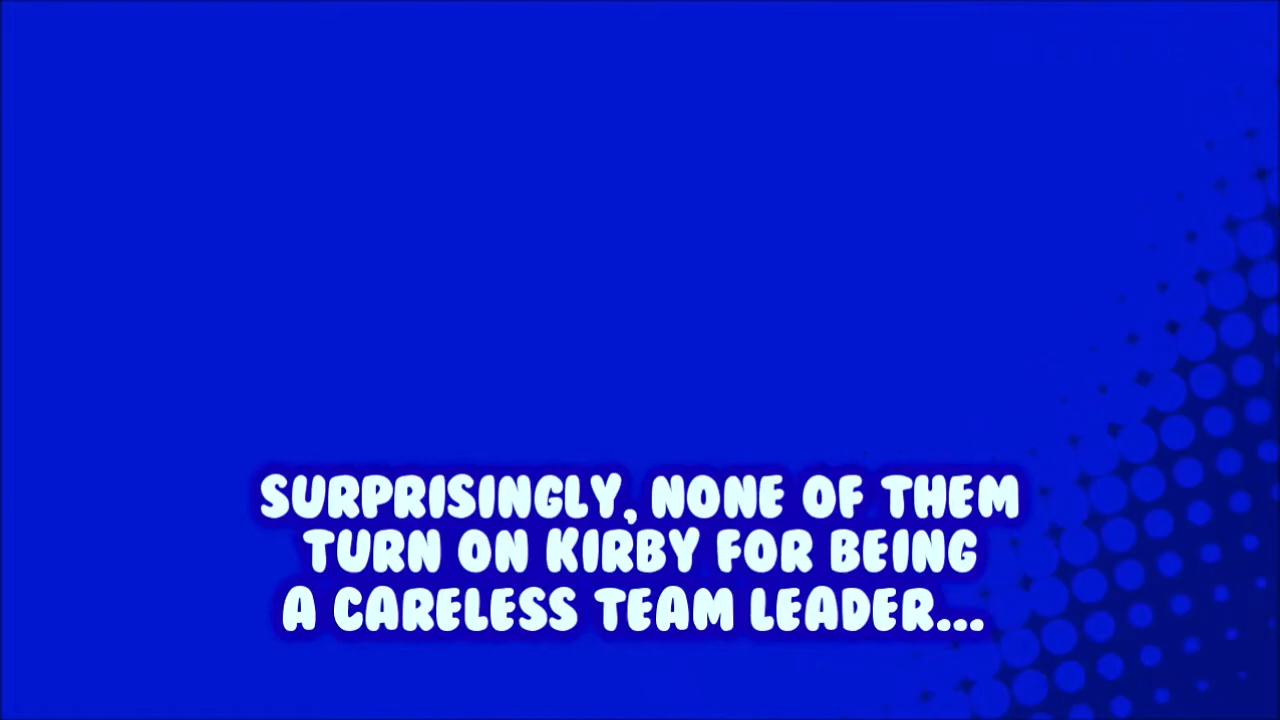 SURPRISINGLY, NONE OF THEM
TURN ON KIRBY FOR BEING
A CARELESS TEAM LEADER...